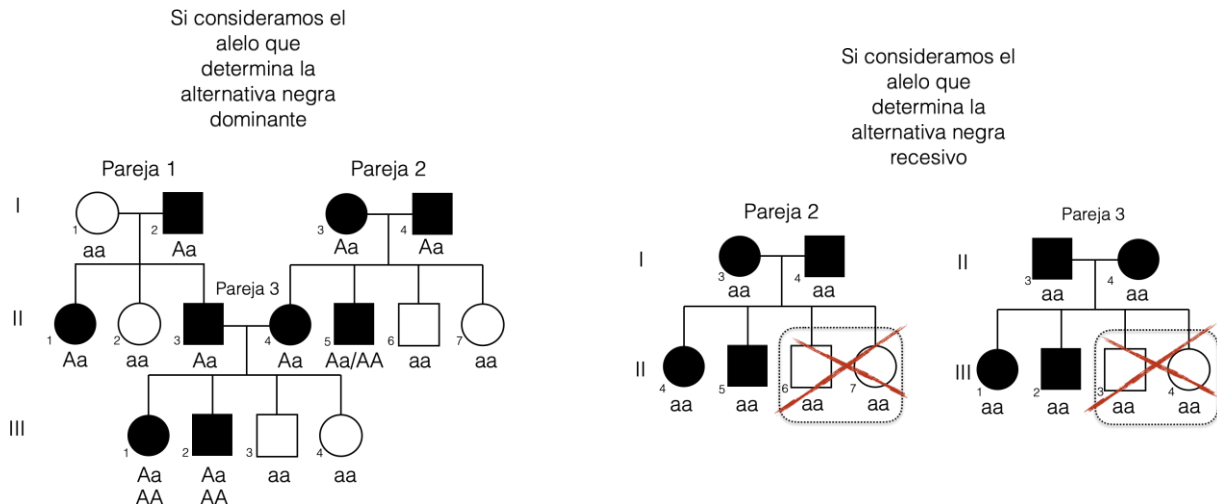 Si consideramos el
alelo que
determina la
alternativa negra
dominante
Pareja 1
Pareja 2
I
1
2
3
4
aa
Aa
Aa
Aa
Pareja 3
II
1
2
3
4
5
6
7
Aa
aa
Aa
Aa
Aa/AA
aa
aa
III
1
2
3
4
Aa
Aa
aa
aa
AA
AA
Si consideramos el
alelo que
determina la
alternativa negra
recesivo
Pareja 2
I
3
4
aa
aa
II
4
5
6
7
aa
aa
aa
aa
Pareja 3
II
3
4
aa
aa
III
1
2
3
4
aa
aa
aa
aa